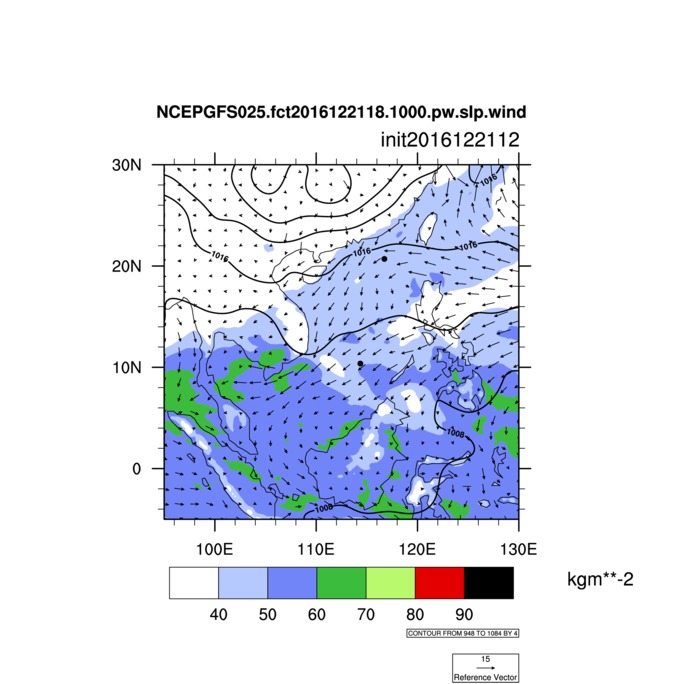 NCEPGFS025.fct2016122118.1000.pw.slp.wind
init2016122112
30N
1016
1016
1016
1016
20N
10N
1008
0
1008
100E 110E 120E 130E
kgm**-2
40 50 60 70 80 90
CONTOUR FROM 948 TO 1084 BY 4
15
Reference Vector